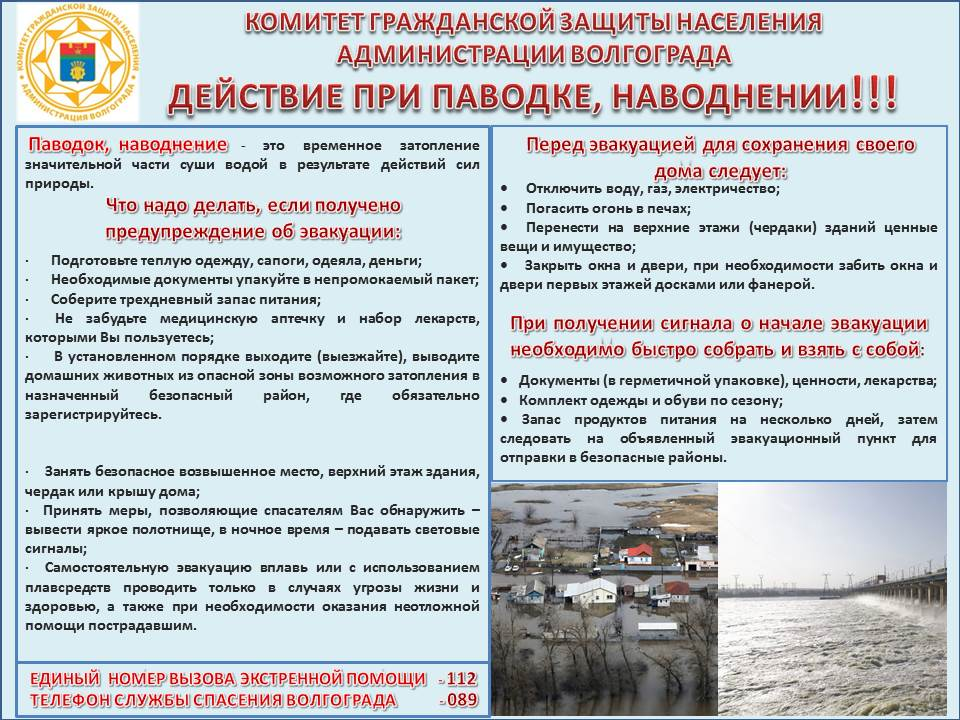 КОМИТЕТ ГРАЖДАНСКОЙ ЗАЩИТЫ НАСЕЛЕНИЯ
АДМИНИСТРАЦИЯ ВОЛГОГРАДА
КОМИТЕТ ГРАЖДАНСКОЙ ЗАЩИТЫ НАСЕЛЕНИЯ
АДМИНИСТРАЦИИ ВОЛГОГРАДА
ДЕЙСТВИЕ ПРИ ПАВОДКЕ, НАВОДНЕНИИ!!!
Паводок, наводнение - это временное затопление
значительной части суши водой в результате действий сил
природы.
Что надо делать, если получено
предупреждение об эвакуации:
· Подготовьте теплую одежду, сапоги, одеяла, деньги;
· Необходимые документы упакуйте в непромокаемый пакет;
· Соберите трехдневный запас питания;
· Не забудьте медицинскую аптечку и набор лекарств,
которыми Вы пользуетесь;
· В установленном порядке выходите (выезжайте), выводите
домашних животных из опасной зоны возможного затопления в
назначенный безопасный район, где обязательно
зарегистрируйтесь.
· Занять безопасное возвышенное место, верхний этаж здания,
чердак или крышу дома;
· Принять меры, позволяющие спасателям Вас обнаружить –
вывести яркое полотнище, в ночное время – подавать световые
сигналы;
· Самостоятельную эвакуацию вплавь или с использованием
плавсредств проводить только в случаях угрозы жизни и
здоровью, а также при необходимости оказания неотложной
помощи пострадавшим.
ЕДИНЫЙ НОМЕР ВЫЗОВА ЭКСТРЕННОЙ ПОМОЩИ - 112
ТЕЛЕФОН СЛУЖБЫ СПАСЕНИЯ ВОЛГОГРАДА - 089
Перед эвакуацией для сохранения своего
дома следует:
• Отключить воду, газ, электричество;
• Погасить огонь в печах;
• Перенести на верхние этажи (чердаки) зданий ценные
вещи и имущество;
• Закрыть окна и двери, при необходимости забить окна и
двери первых этажей досками или фанерой.
При получении сигнала о начале эвакуации
необходимо быстро собрать и взять с собой:
• Документы (в герметичной упаковке), ценности, лекарства;
• Комплект одежды и обуви по сезону;
• Запас продуктов питания на несколько дней, затем
следовать на объявленный эвакуационный пункт для
отправки в безопасные районы.